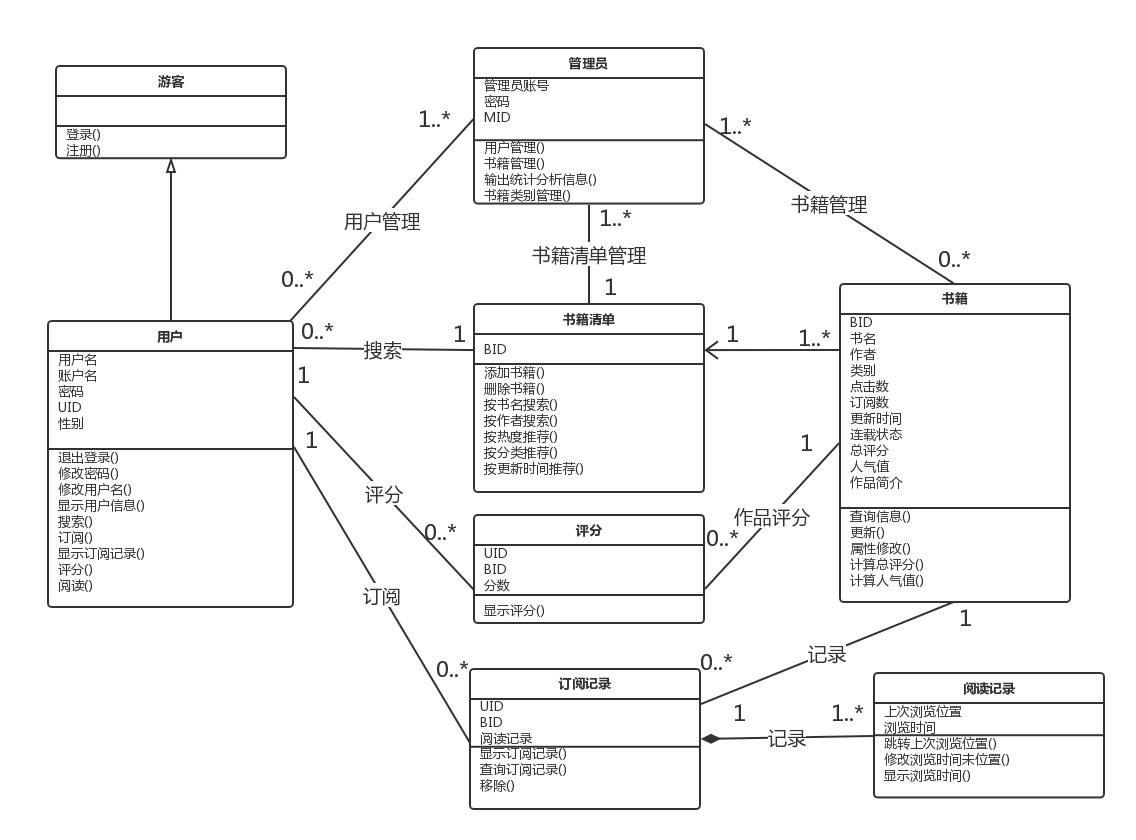 游客
登录()
注册()
管理员
管理员账号
密码
MID
用户管理()
书籍管理()
输出统计分析信息()
书籍类别管理()
1..*
用户管理
0..*
1..*
书籍管理
0..*
1..*
书籍清单管理
1
用户
用户名
账户名
密码
UID
性别
退出登录()
修改密码()
修改用户名()
显示用户信息()
搜索()
订阅()
显示订阅记录()
评分()
阅读()
0..*
搜索
1
书籍清单
BID
添加书籍()
删除书籍()
按书名搜索()
按作者搜索()
按热度推荐()
按分类推荐()
按更新时间推荐()
1
1..*
书籍
BID
书名
作者
类别
点击数
订阅数
更新时间
连载状态
总评分
人气值
作品简介
查询信息()
更新()
属性修改()
计算总评分()
计算人气值()
1
评分
0..*
评分
UID
BID
分数
显示评分()
1
作品评分
0..*
1
订阅
0..*
订阅记录
UID
BID
阅读记录
显示订阅记录()
查询订阅记录()
移除()
0..*
记录
1
1
记录
1..*
阅读记录
上次浏览位置
浏览时间
跳转上次浏览位置()
修改浏览时间末位置()
显示浏览时间()